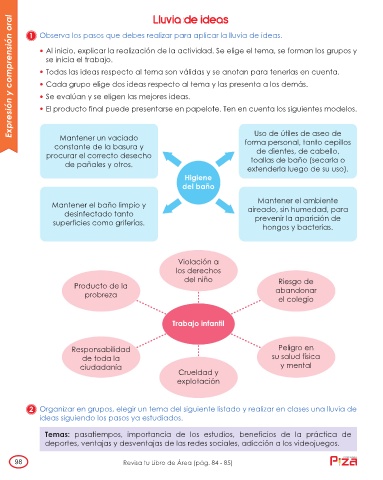 Expresión y comprensión oral
Lluvia de ideas
1 Observa los pasos que debes realizar para aplicar la lluvia de ideas.
• Al inicio, explicar la realización de la actividad. Se elige el tema, se forman los grupos y
se inicia el trabajo.
• Todas las ideas respecto al tema son válidas y se anotan para tenerlas en cuenta.
• Cada grupo elige dos ideas respecto al tema y las presenta a los demás.
• Se evalúan y se eligen las mejores ideas.
• El producto final puede presentarse en papelote. Ten en cuenta los siguientes modelos.
Mantener un vaciado
constante de la basura y
procurar el correcto desecho
de pañales y otros.
Uso de útiles de aseo de
forma personal, tanto cepillos
de dientes, de cabello,
toallas de baño (secarla o
extenderla luego de su uso).
Higiene
del baño
Mantener el baño limpio y
desinfectado tanto
superficies como griferías.
Mantener el ambiente
aireado, sin humedad, para
prevenir la aparición de
hongos y bacterias.
Violación a
los derechos
del niño
Producto de la
pobreza
Riesgo de
abandonar
el colegio
Trabajo infantil
Responsabilidad
de toda la
ciudadanía
Peligro en
su salud física
y mental
Crueldad y
explotación
2 Organizar en grupos, elegir un tema del siguiente listado y realizar en clases una lluvia de
ideas siguiendo los pasos ya estudiados.
Temas: pasatiempos, importancia de los estudios, beneficios de la práctica de
deportes, ventajas y desventajas de las redes sociales, adicción a los videojuegos.
98
Revisa tu Libro de Área (pág. 84 - 85)